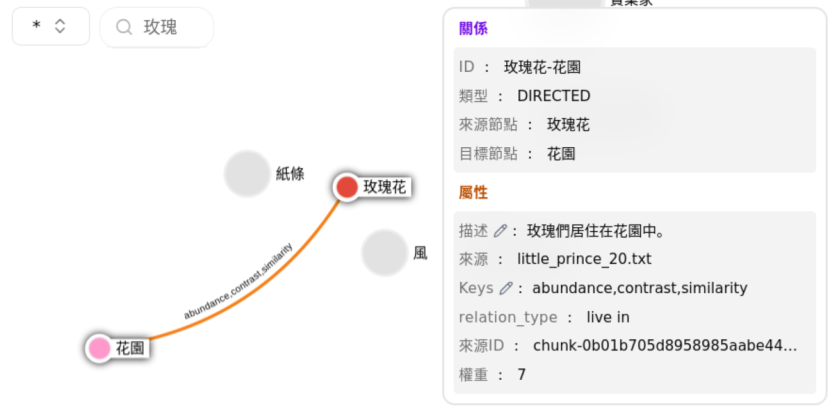 *
玫瑰
紙條
玫瑰花
風
abundance,contrast,similarity
花園
關係
ID : 玫瑰花-花園
類型 : DIRECTED
來源節點 : 玫瑰花
目標節點 : 花園
屬性
描述 : 玫瑰們居住在花園中。
來源 : little_prince_20.txt
Keys : abundance,contrast,similarity
relation_type : live in
來源ID : chunk-0b01b705d8958985aabe44...
權重 : 7